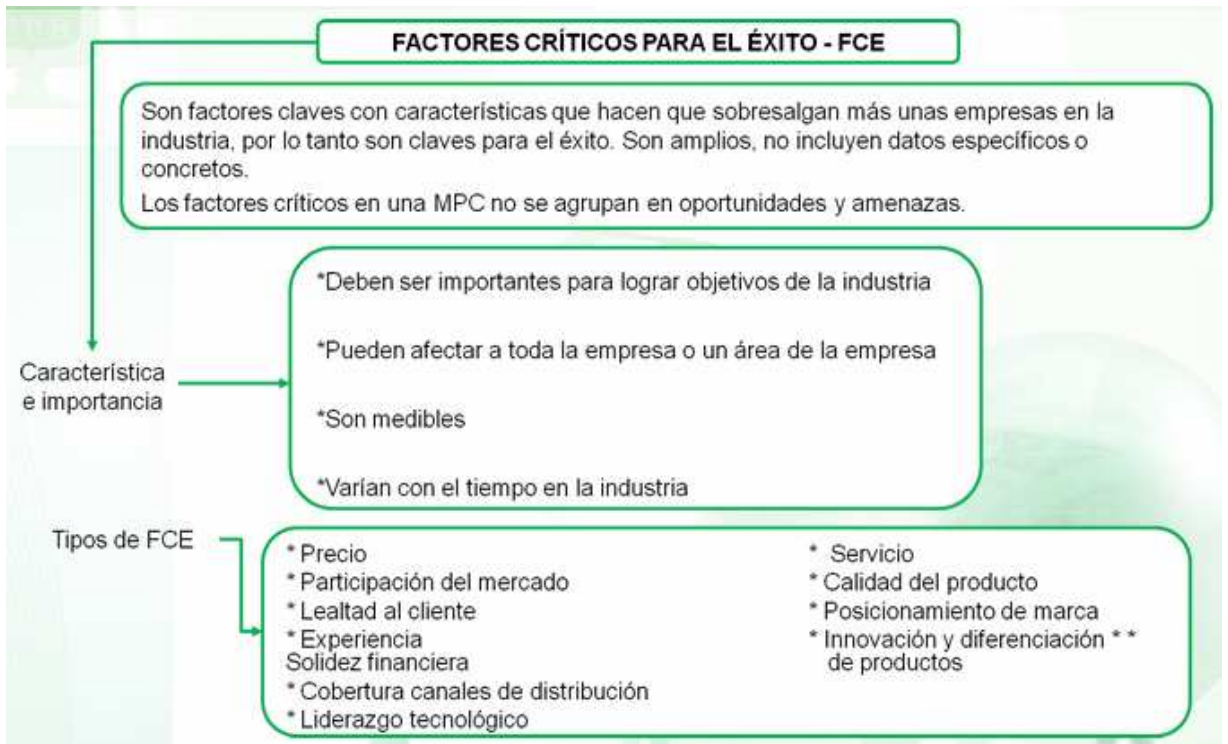 FACTORES CRÍTICOS PARA EL ÉXITO - FCE
Son factores claves con características que hacen que sobresalgan más unas empresas en la
industria, por lo tanto son claves para el éxito. Son amplios, no incluyen datos específicos o
concretos.
Los factores críticos en una MPC no se agrupan en oportunidades y amenazas.
Característica
e importancia
*Deben ser importantes para lograr objetivos de la industria
*Pueden afectar a toda la empresa o un área de la empresa
*Son medibles
*Varían con el tiempo en la industria
Tipos de FCE
* Precio
* Participación del mercado
* Lealtad al cliente
* Experiencia
Solidez financiera
* Cobertura canales de distribución
* Liderazgo tecnológico
* Servicio
* Calidad del producto
* Posicionamiento de marca
* Innovación y diferenciación * *
de productos